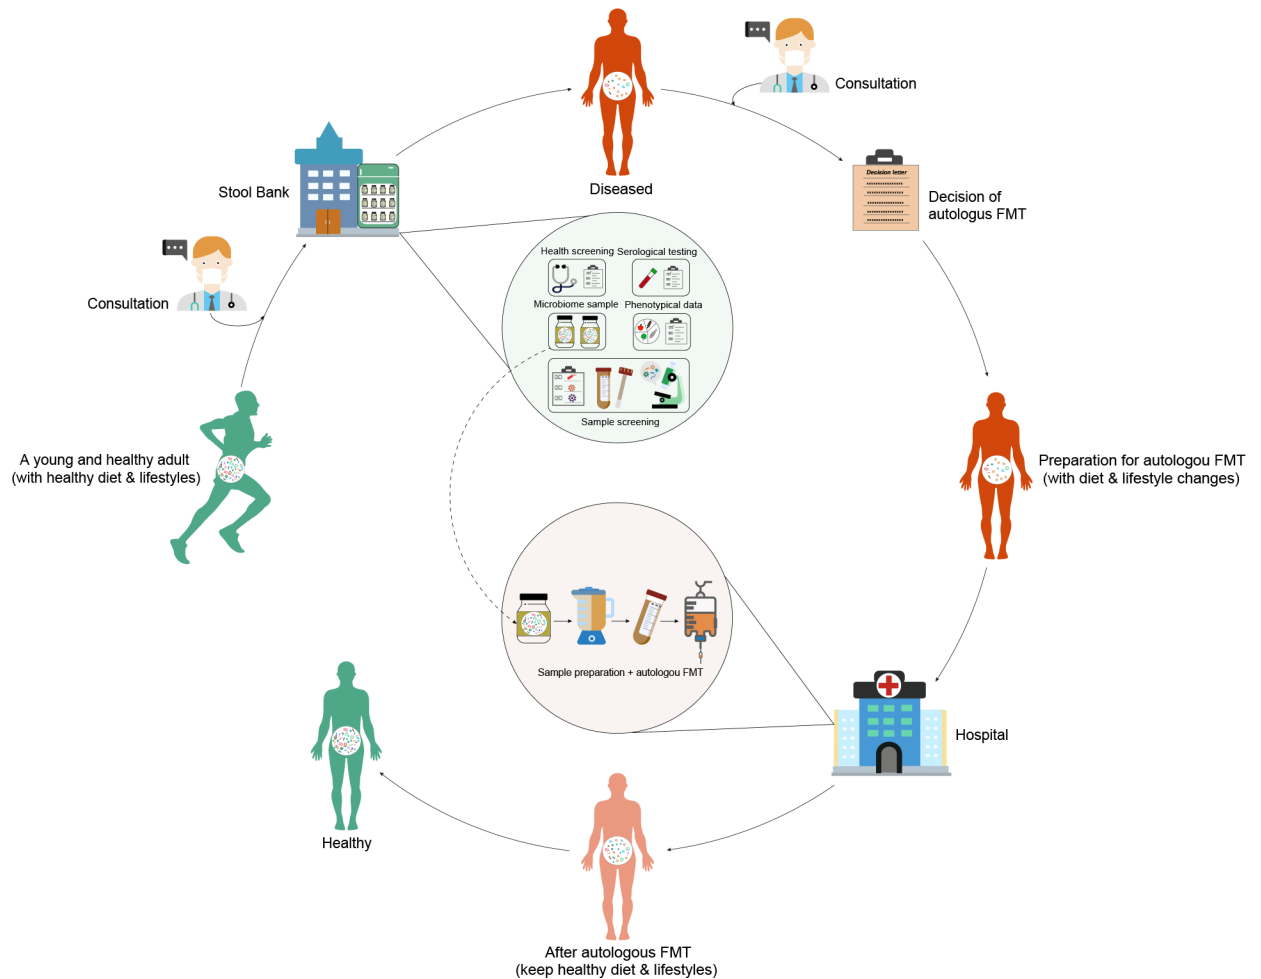 Diseased
Consultation
Decision letter
Decision of
autologus FMT
Stool Bank
Consultation
Health screening
Serological testing
Microbiome sample
Phenotypical data
Sample screening
A young and healthy adult
(with healthy diet & lifestyles)
Preparation for autologou FMT
(with diet & lifestyle changes)
Sample preparation + autologou FMT
Hospital
Healthy
After autologous FMT
(keep healthy diet & lifestyles)